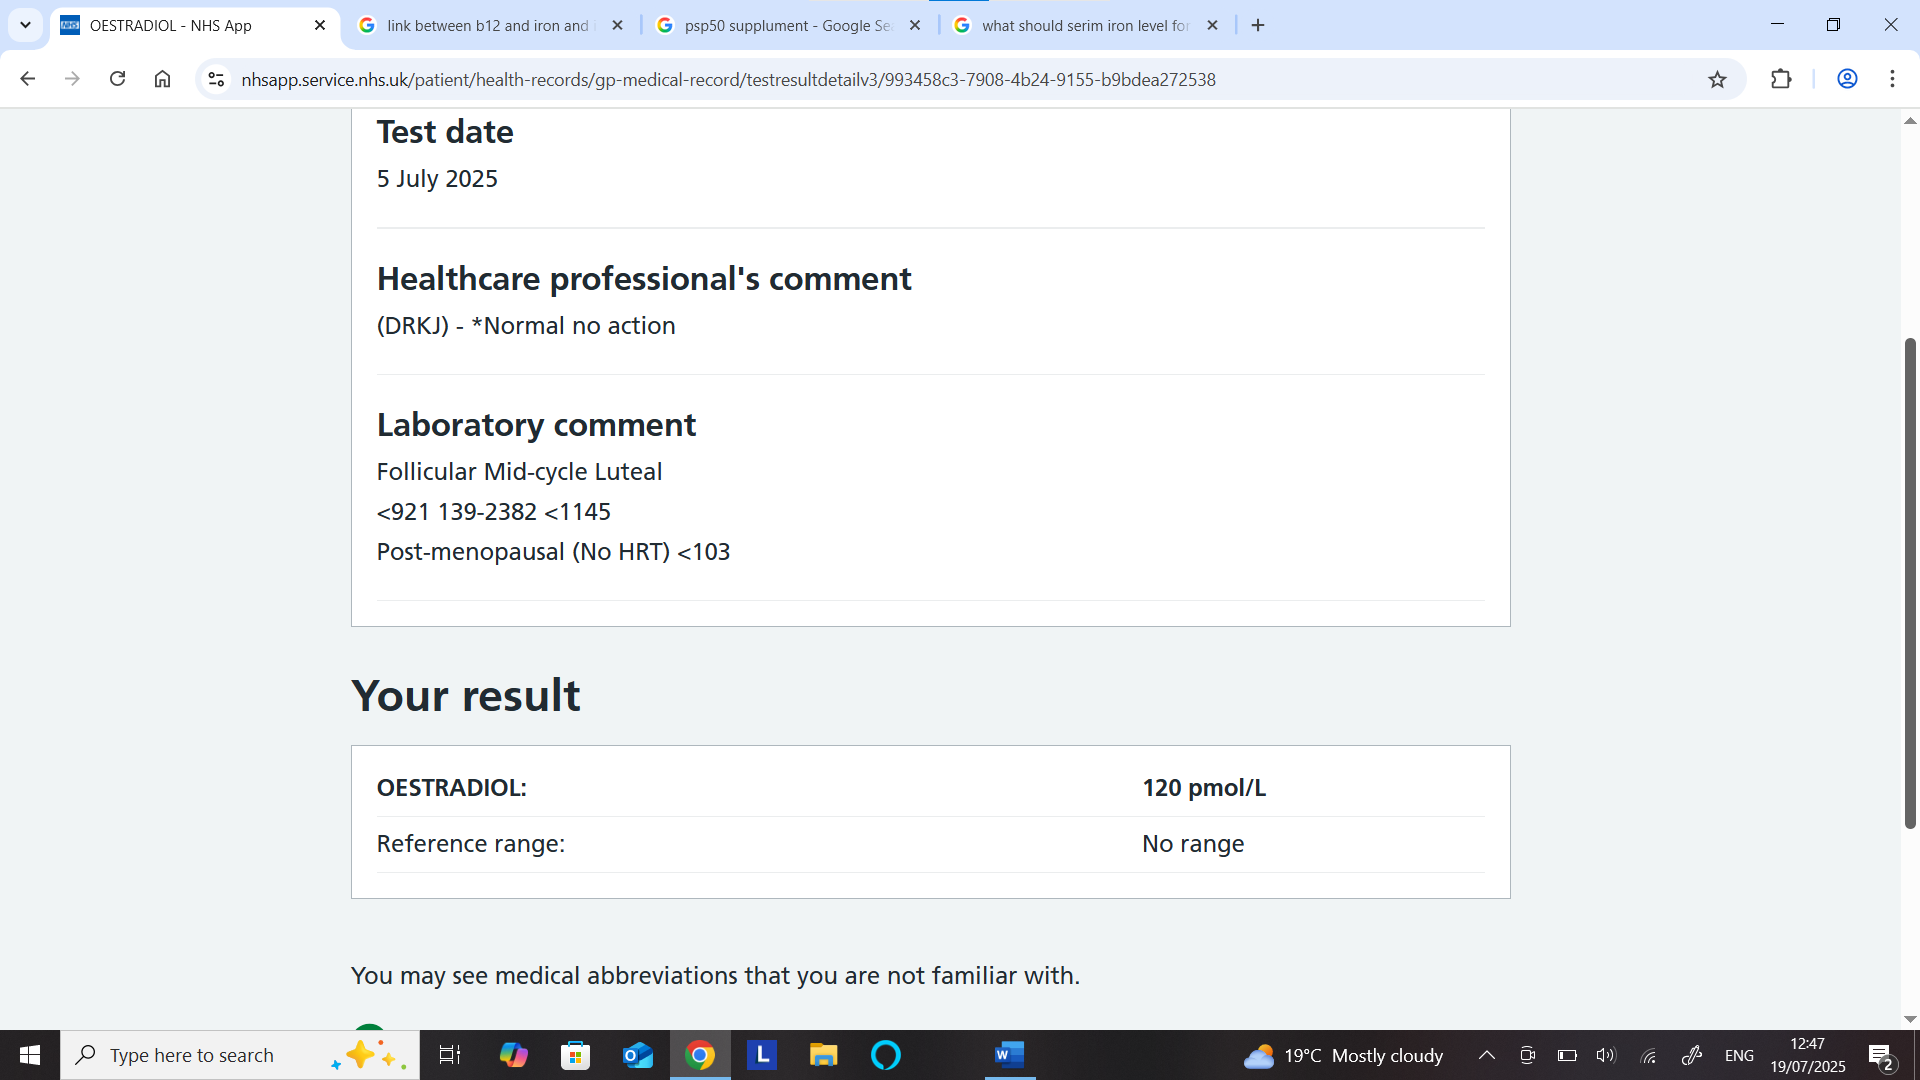 OESTRADIOL - NHS App
link between b12 and iron and
psp50 supplument - Google Se
what should serim iron level for
nhsapp.service.nhs.uk/patient/health-records/gp-medical-record/testresultdetailv3/993458c3-7908-4b24-9155-b9bdea272538
Test date
5 July 2025
Healthcare professional's comment
(DRKJ) - *Normal no action
Laboratory comment
Follicular Mid-cycle Luteal
<921 139-2382 <1145
Post-menopausal (No HRT) <103
Your result
OESTRADIOL: 120 pmol/L
Reference range: No range
You may see medical abbreviations that you are not familiar with.
Type here to search
19°C Mostly cloudy
ENG
12:47
19/07/2025
2